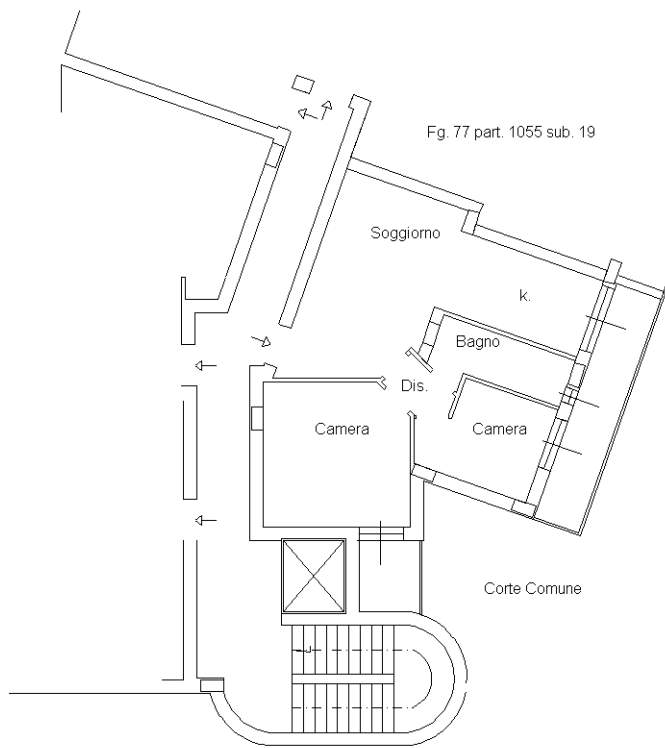 Fg. 77 part. 1055 sub. 19
Soggiorno
k.
Bagno
Dis.
Camera
Camera
Corte Comune